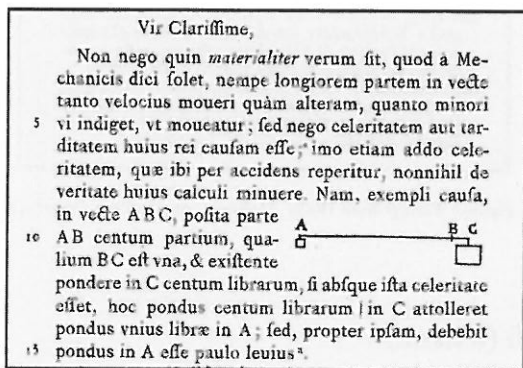 Vir Clariſſime,
Non nego quin materialiter verum ſit, quod à Me-
chanicis dici ſolet, nempe longiorem partem in vecte
tanto velocius moueri quàm alteram, quanto minori
5 vi indiget, vt moueatur; ſed nego celeritatem aut tar-
ditatem huius rei cauſam eſſe; imo etiam addo cele-
ritatem, quæ ibi per accidens reperitur, nonnihil de
veritate huius calculi minuere. Nam, exempli cauſa,
in vecte A B C, poſita parte
10 A B centum partium, qua-
lium B C eſt vna, & exiſtente
A B C
pondere in C centum librarum, ſi abſque iſta celeritate
eſſet, hoc pondus centum librarum | in C attolleret
pondus vnius libræ in A; ſed, propter ipſam, debebit
15 pondus in A eſſe paulo leuius a.